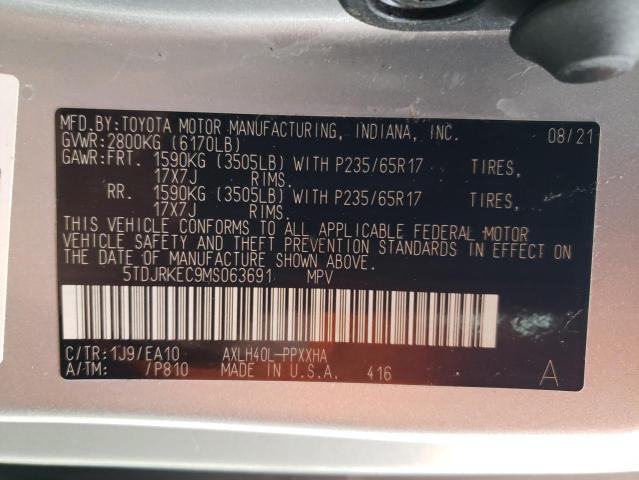 MFD.BY:TOYOTA MOTOR MANUFACTURING, INDIANA, INC. 08/21
GVWR:2800KG (6170LB)
GAWR:FRT. 1590KG (3505LB) WITH P235/65R17 TIRES,
17X7J RIMS.
RR. 1590KG (3505LB) WITH P235/65R17 TIRES,
17X7J RIMS.
THIS VEHICLE CONFORMS TO ALL APPLICABLE FEDERAL MOTOR
VEHICLE SAFETY AND THEFT PREVENTION STANDARDS IN EFFECT ON
THE DATE OF MANUFACTURE SHOWN ABOVE.
5TDJRKEC9MS063691 MPV
C/TR:1J9/EA10 AXLH40L-PPXXHA
A/TM: /P810 MADE IN U.S.A. 416 A